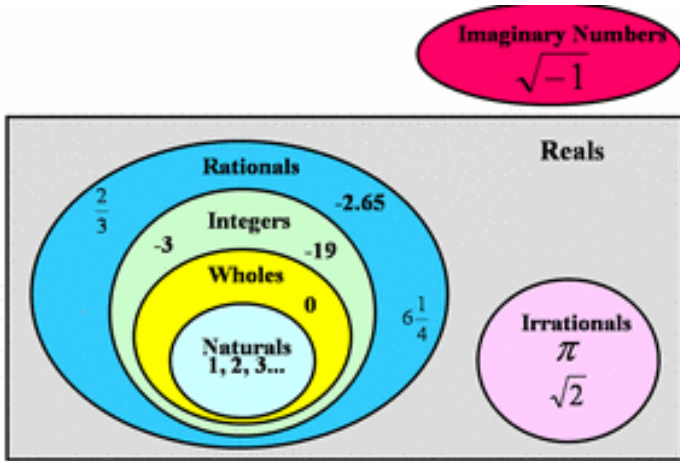 Imaginary Numbers
√-1
Reals
Rationals
2/3
-2.65
Integers
-3
-19
Wholes
0
6 1/4
Naturals
1, 2, 3...
Irrationals
π
√2